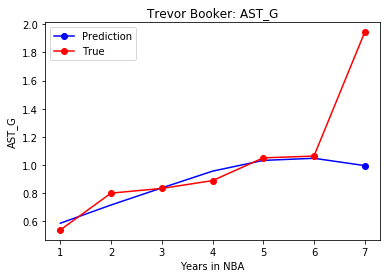 Trevor Booker: AST_G
Prediction
True
AST_G
2.0
1.8
1.6
1.4
1.2
1.0
0.8
0.6
1 2 3 4 5 6 7
Years in NBA